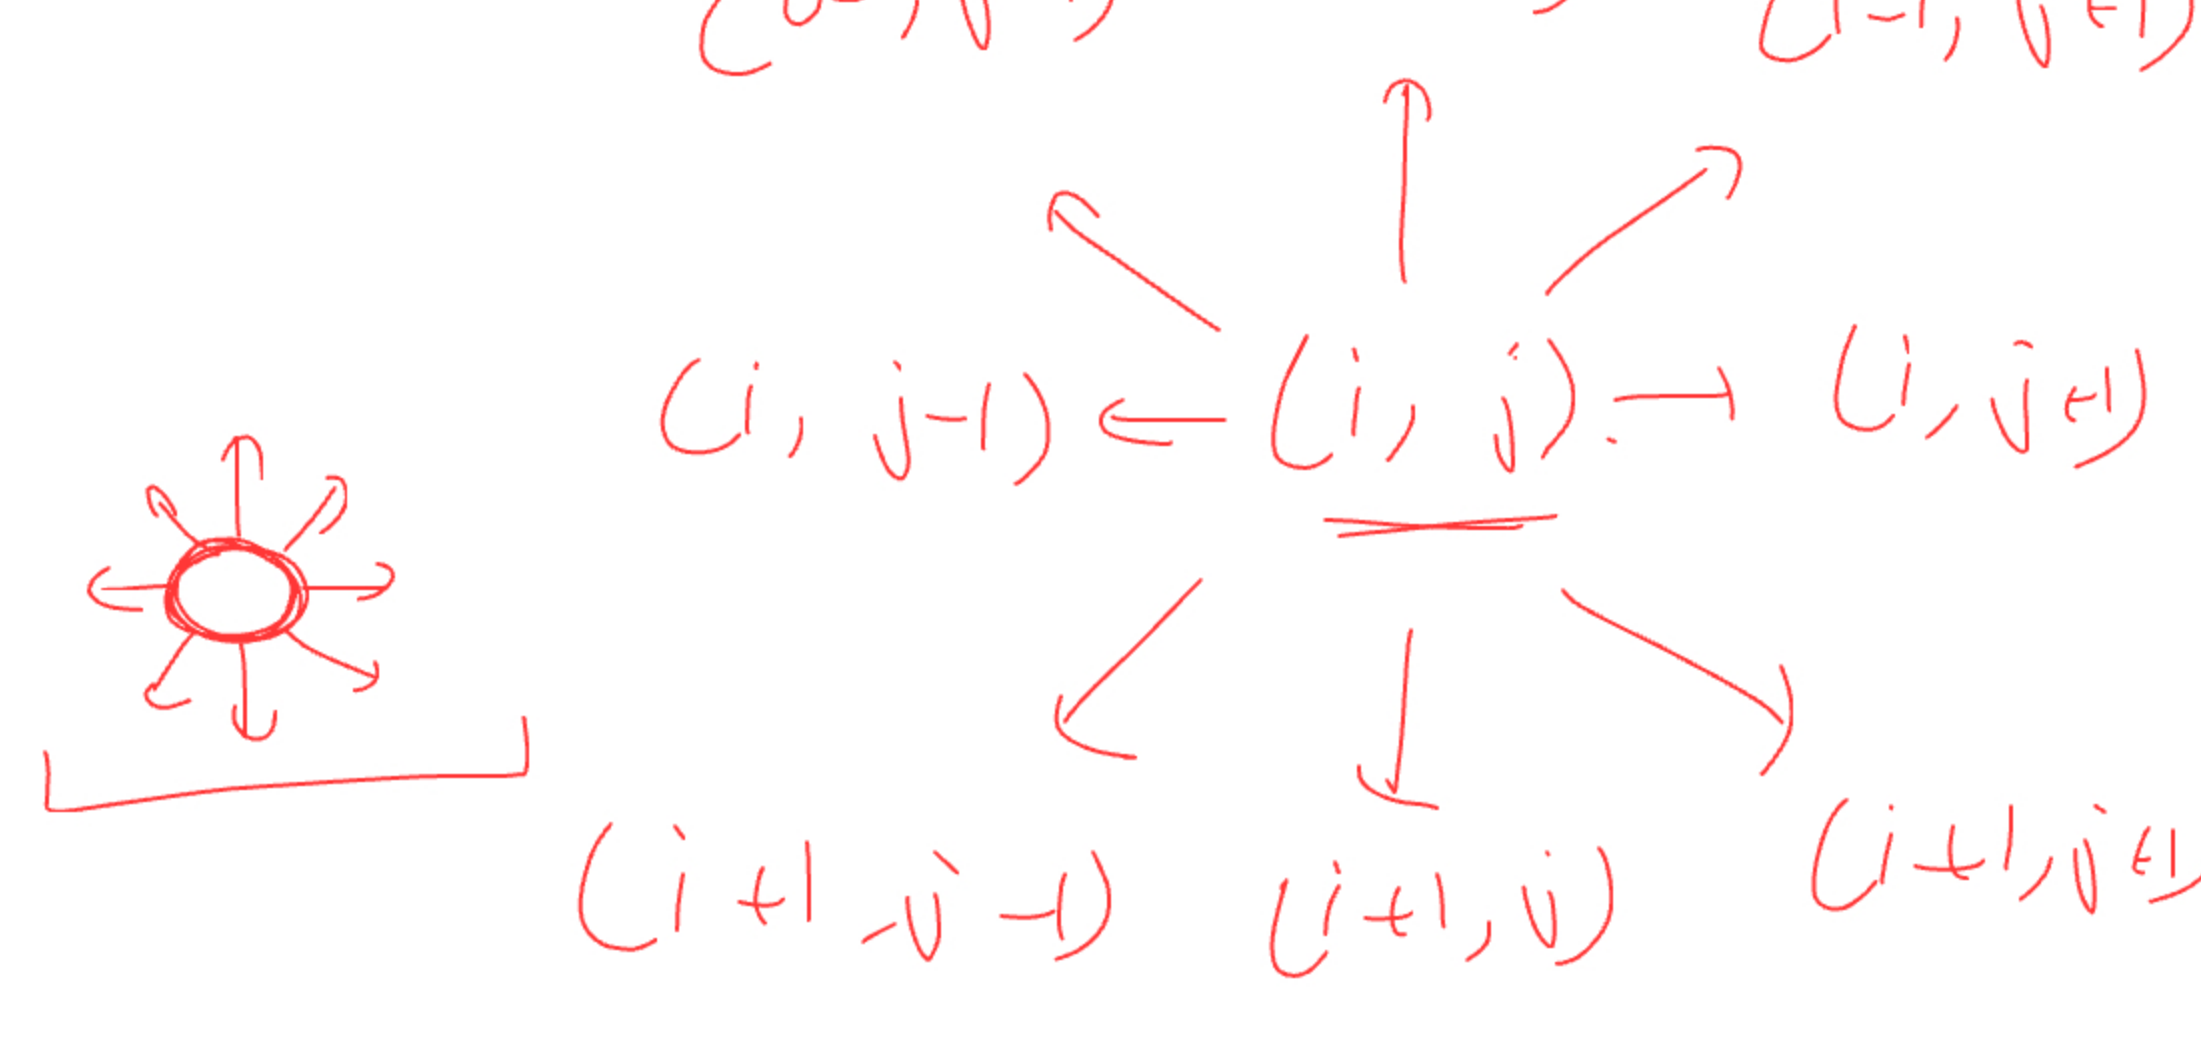 (i-1, j+1)
(i, j-1) (i, j) (i, j+1)
(i+1, j-1) (i+1, j) (i+1, j+1